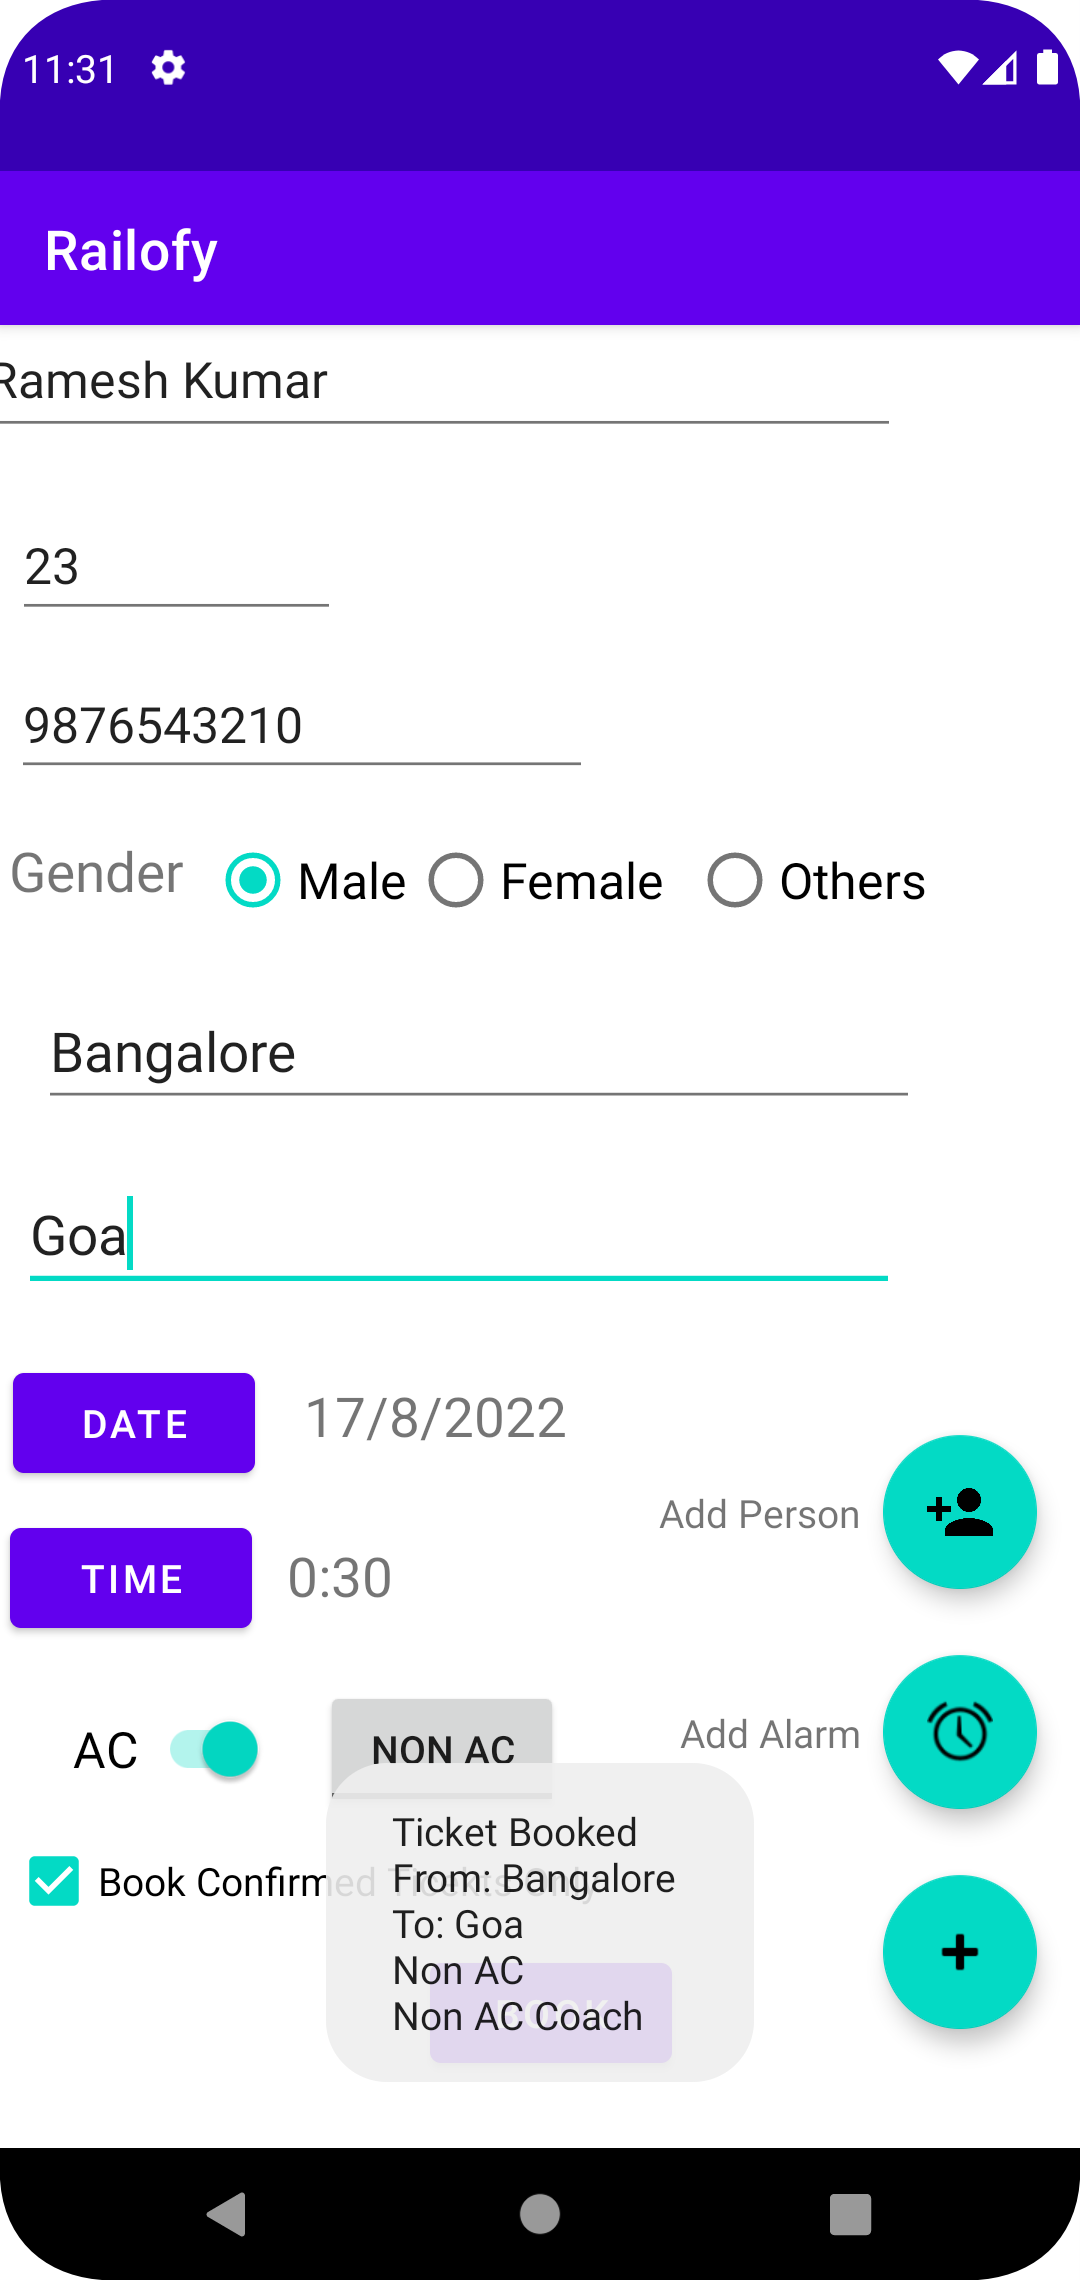 11:31
Railofy
Ramesh Kumar
23
9876543210
Gender Male Female Others
Bangalore
Goa
DATE 17/8/2022
Add Person
TIME 0:30
AC NON AC Add Alarm
Book Confirmed
Ticket Booked
From: Bangalore
To: Goa
Non AC
Non AC Coach
BOOK